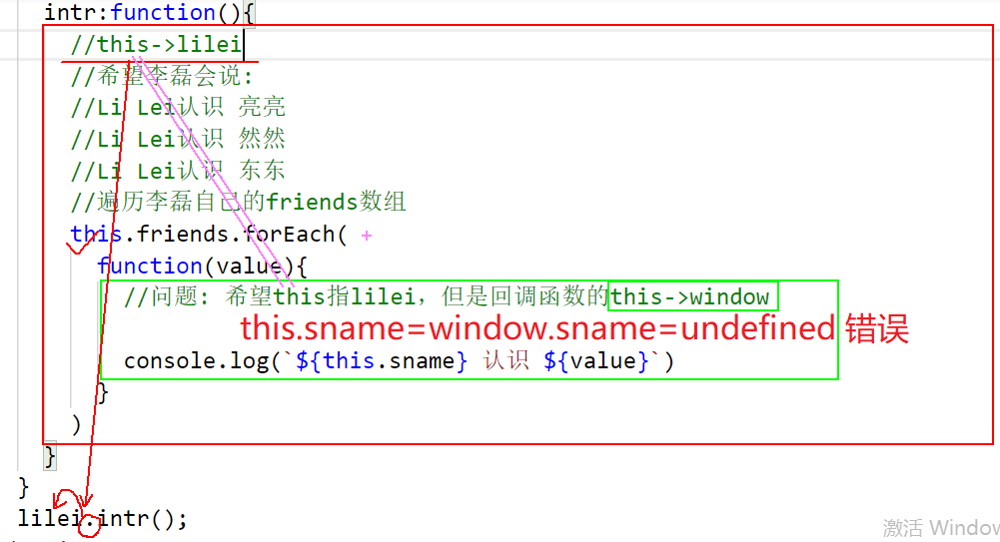 intr:function(){
//this->lilei
//希望李磊会说:
//Li Lei认识 亮亮
//Li Lei认识 然然
//Li Lei认识 东东
//遍历李磊自己的friends数组
this.friends.forEach( +
function(value){
//问题: 希望this指lilei，但是回调函数的this->window
this.sname=window.sname=undefined 错误
console.log(`${this.sname} 认识 ${value}`)
}
)
}
}
lilei.intr();
激活 Window